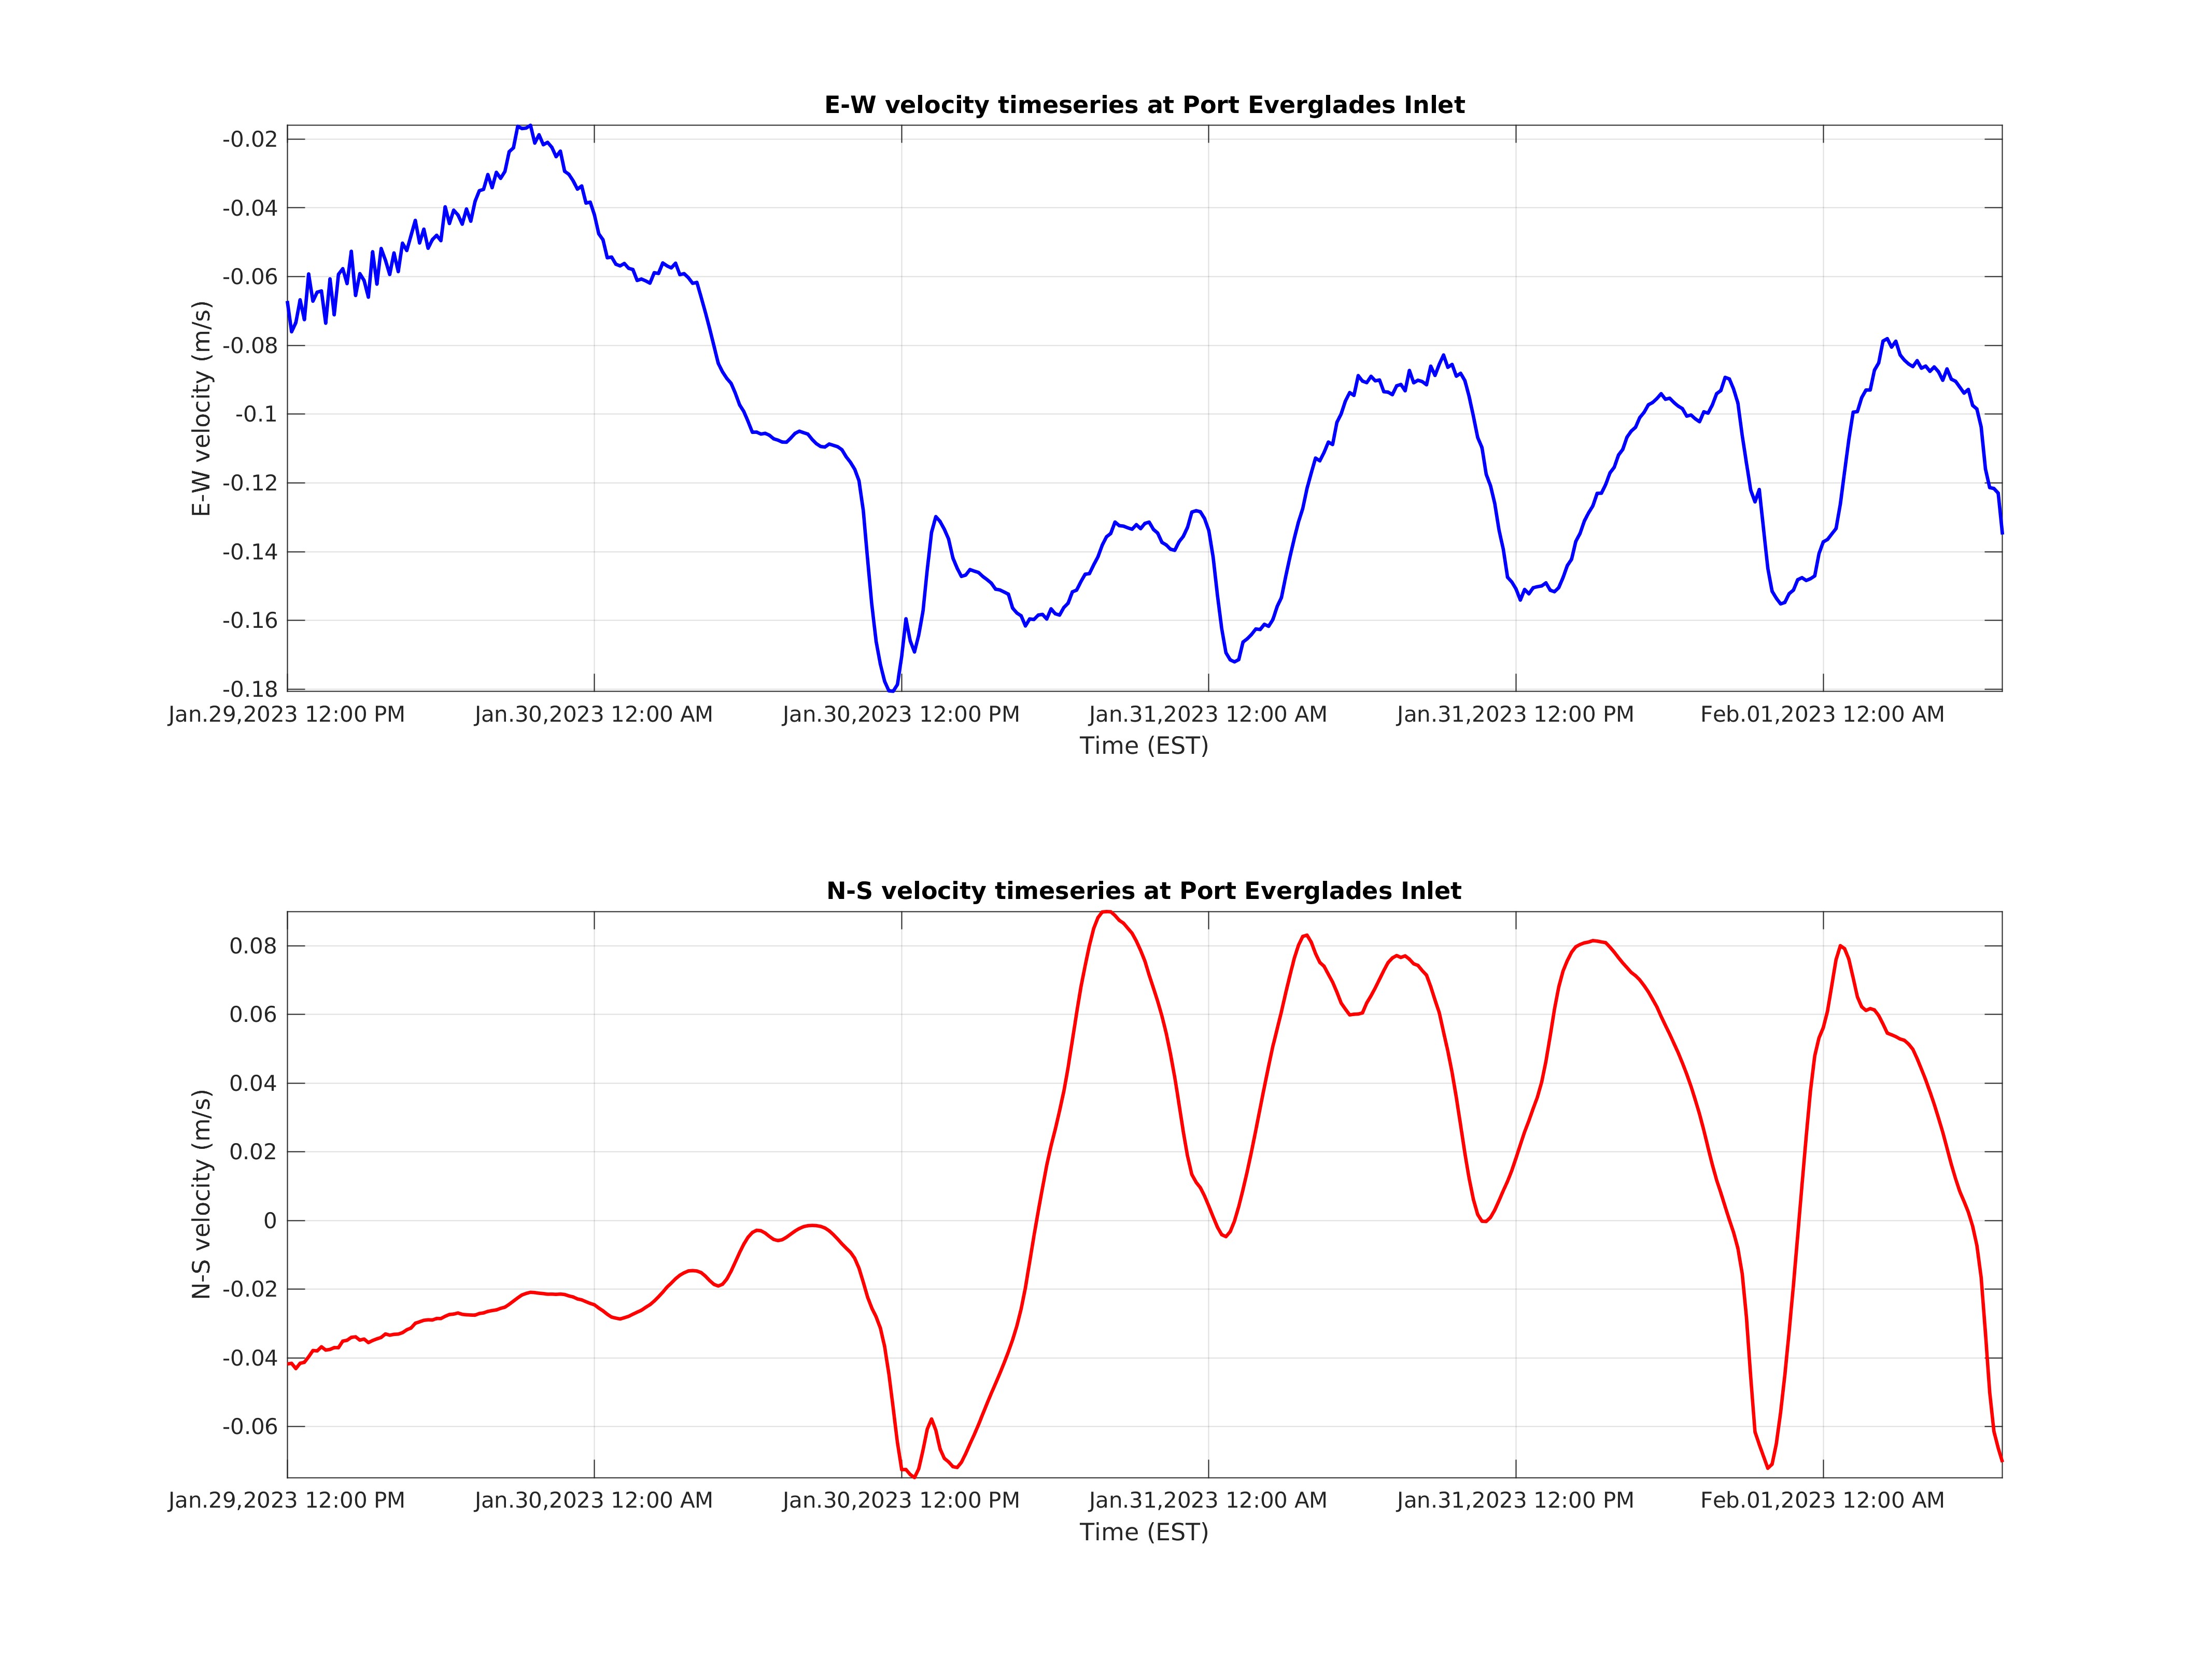 E-W velocity timeseries at Port Everglades Inlet
-0.02
-0.04
-0.06
-0.08
-0.1
-0.12
-0.14
-0.16
-0.18
E-W velocity (m/s)
Jan.29,2023 12:00 PM Jan.30,2023 12:00 AM Jan.30,2023 12:00 PM Jan.31,2023 12:00 AM Jan.31,2023 12:00 PM Feb.01,2023 12:00 AM
Time (EST)
N-S velocity timeseries at Port Everglades Inlet
0.08
0.06
0.04
0.02
0
-0.02
-0.04
-0.06
N-S velocity (m/s)
Jan.29,2023 12:00 PM Jan.30,2023 12:00 AM Jan.30,2023 12:00 PM Jan.31,2023 12:00 AM Jan.31,2023 12:00 PM Feb.01,2023 12:00 AM
Time (EST)